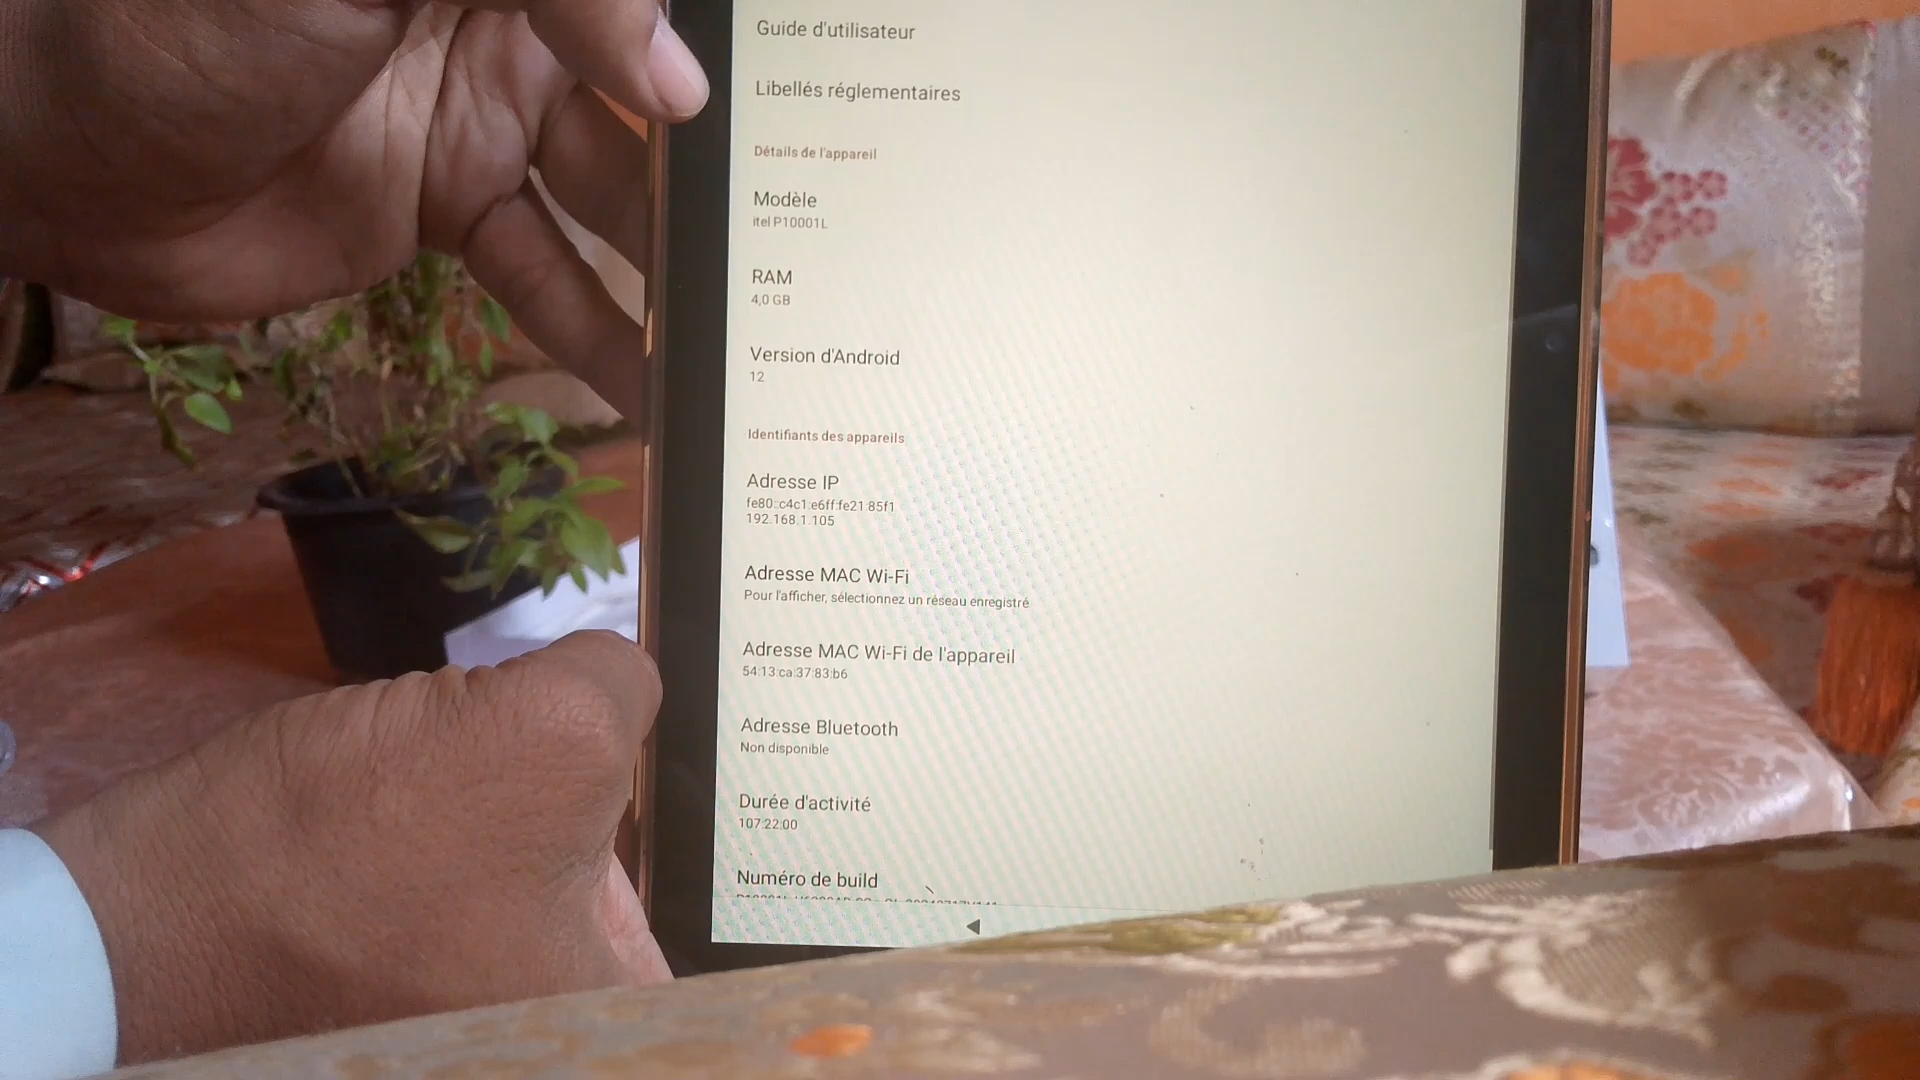 Guide d'utilisateur
Libellés réglementaires
Détails de l'appareil
Modèle
itel P10001L
RAM
4,0 GB
Version d'Android
12
Identifiants des appareils
Adresse IP
fe80::c4c1:e6ff:fe21:85f1
192.168.1.105
Adresse MAC Wi-Fi
Pour l'afficher, sélectionnez un réseau enregistré
Adresse MAC Wi-Fi de l'appareil
54:13:ca:37:83:b6
Adresse Bluetooth
Non disponible
Durée d'activité
107:22:00
Numéro de build